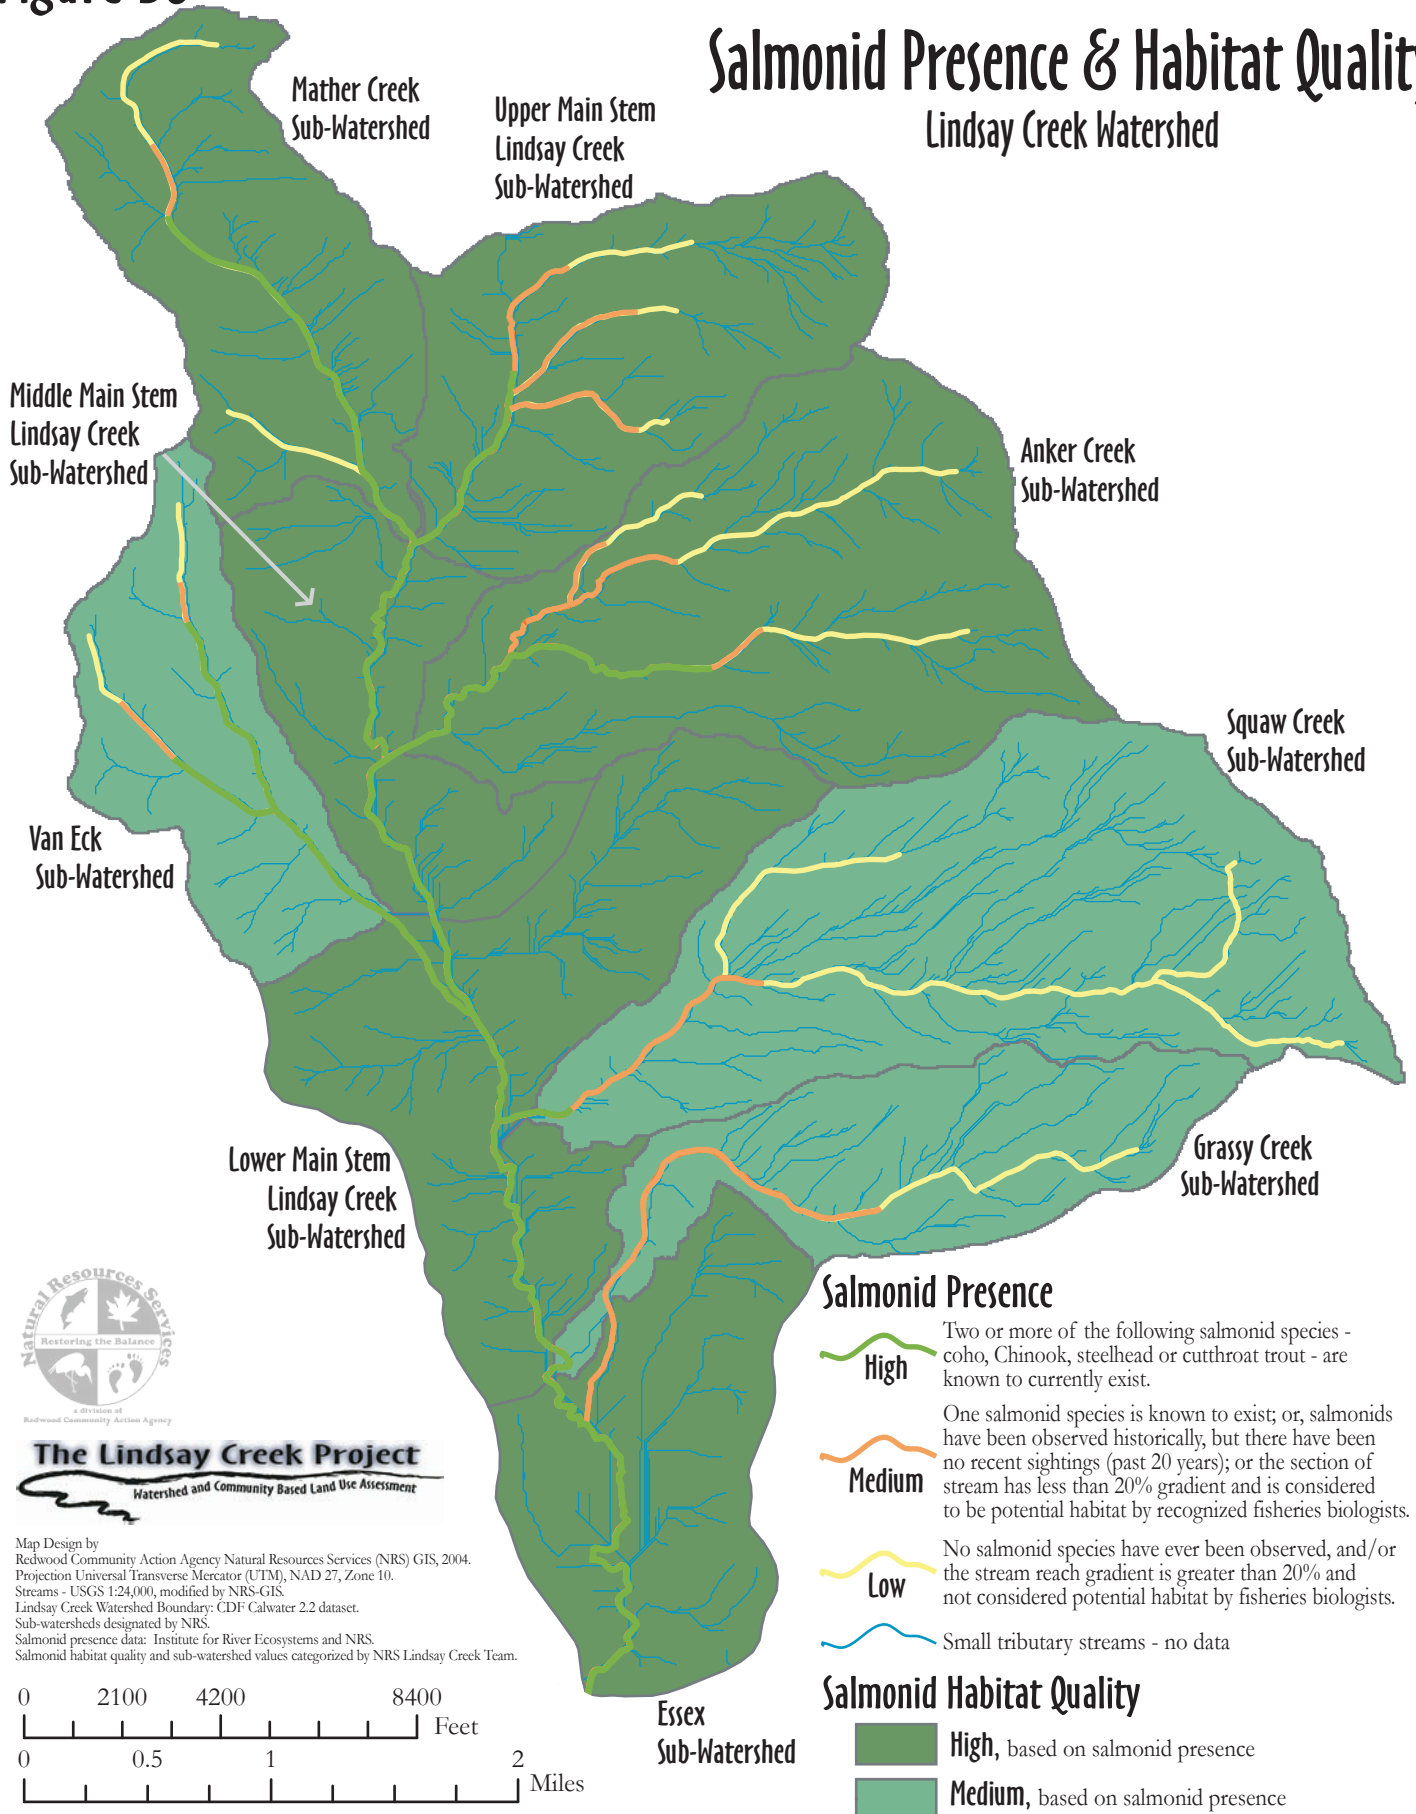 Salmonid Presence & Habitat Quality
Lindsay Creek Watershed
Mather Creek
Sub-Watershed
Upper Main Stem
Lindsay Creek
Sub-Watershed
Middle Main Stem
Lindsay Creek
Sub-Watershed
Anker Creek
Sub-Watershed
Squaw Creek
Sub-Watershed
Van Eck
Sub-Watershed
Lower Main Stem
Lindsay Creek
Sub-Watershed
Grassy Creek
Sub-Watershed
Essex
Sub-Watershed
Natural Resources Services
Restoring the Balance
a division of
Redwood Community Action Agency
The Lindsay Creek Project
Watershed and Community Based Land Use Assessment
Map Design by
Redwood Community Action Agency Natural Resources Services (NRS) GIS, 2004.
Projection Universal Transverse Mercator (UTM), NAD 27, Zone 10.
Streams - USGS 1:24,000, modified by NRS-GIS.
Lindsay Creek Watershed Boundary: CDF Calwater 2.2 dataset.
Sub-watersheds designated by NRS.
Salmonid presence data: Institute for River Ecosystems and NRS.
Salmonid habitat quality and sub-watershed values categorized by NRS Lindsay Creek Team.
0 2100 4200 8400
Feet
0 0.5 1 2
Miles
Salmonid Presence
High
Two or more of the following salmonid species -
coho, Chinook, steelhead or cutthroat trout - are
known to currently exist.
Medium
One salmonid species is known to exist; or, salmonids
have been observed historically, but there have been
no recent sightings (past 20 years); or the section of
stream has less than 20% gradient and is considered
to be potential habitat by recognized fisheries biologists.
Low
No salmonid species have ever been observed, and/or
the stream reach gradient is greater than 20% and
not considered potential habitat by fisheries biologists.
Small tributary streams - no data
Salmonid Habitat Quality
High, based on salmonid presence
Medium, based on salmonid presence